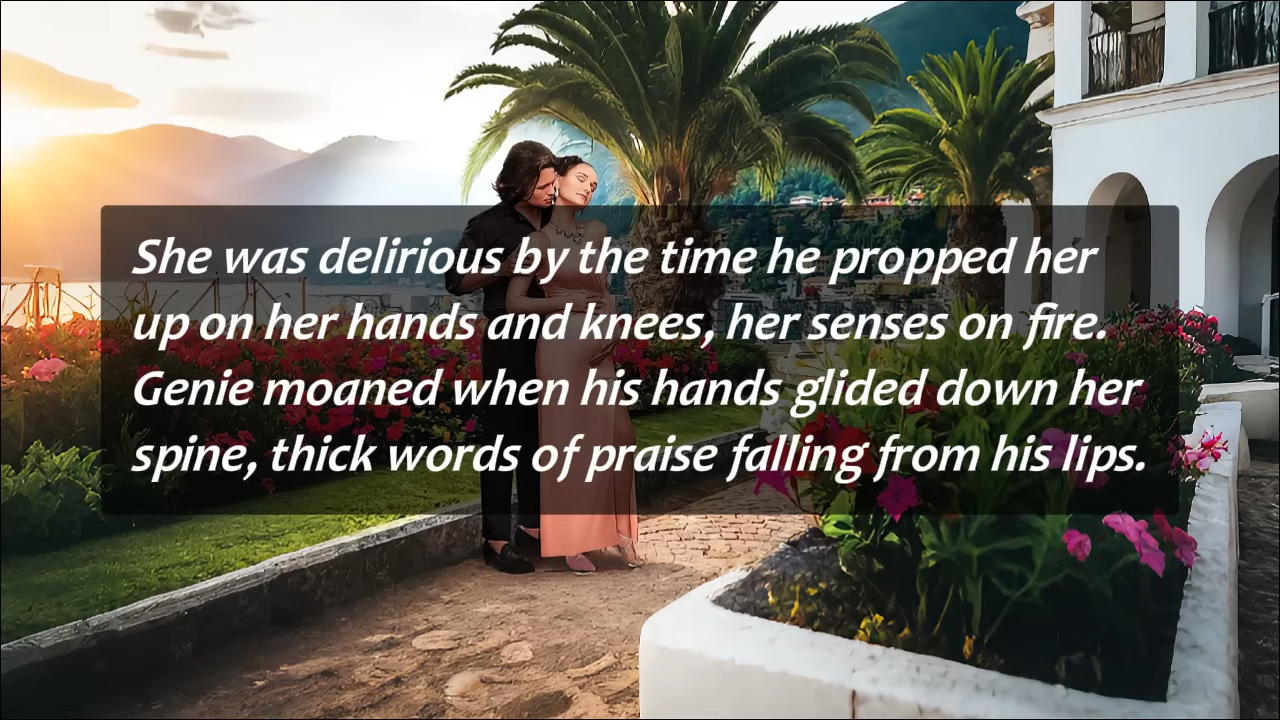 She was delirious by the time he propped her
up on her hands and knees, her senses on fire.
Genie moaned when his hands glided down her
spine, thick words of praise falling from his lips.